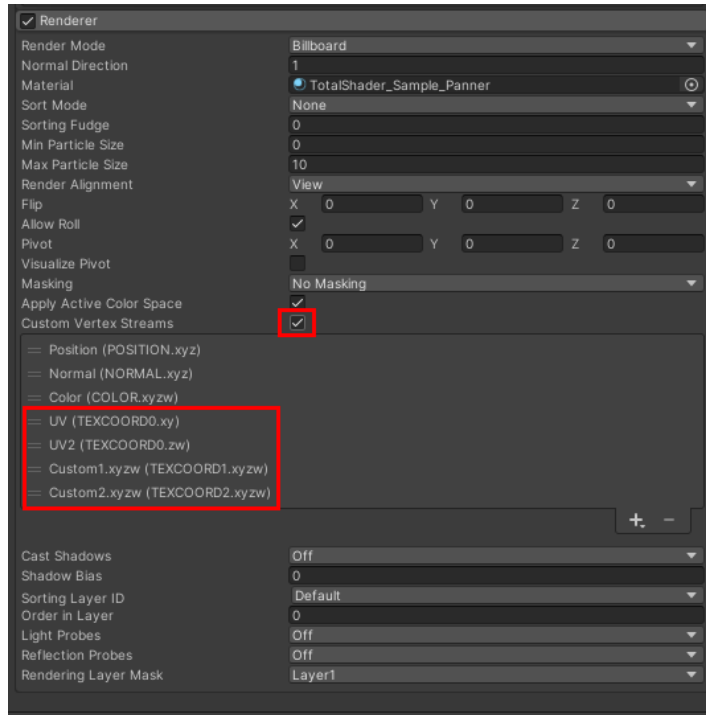 Renderer
Render Mode Billboard
Normal Direction 1
Material TotalShader_Sample_Panner
Sort Mode None
Sorting Fudge 0
Min Particle Size 0
Max Particle Size 10
Render Alignment View
Flip X 0 Y 0 Z 0
Allow Roll
Pivot X 0 Y 0 Z 0
Visualize Pivot
Masking No Masking
Apply Active Color Space
Custom Vertex Streams
Position (POSITION.xyz)
Normal (NORMAL.xyz)
Color (COLOR.xyzw)
UV (TEXCOORD0.xy)
UV2 (TEXCOORD0.zw)
Custom1.xyzw (TEXCOORD1.xyzw)
Custom2.xyzw (TEXCOORD2.xyzw)
Cast Shadows Off
Shadow Bias 0
Sorting Layer ID Default
Order in Layer 0
Light Probes Off
Reflection Probes Off
Rendering Layer Mask Layer1